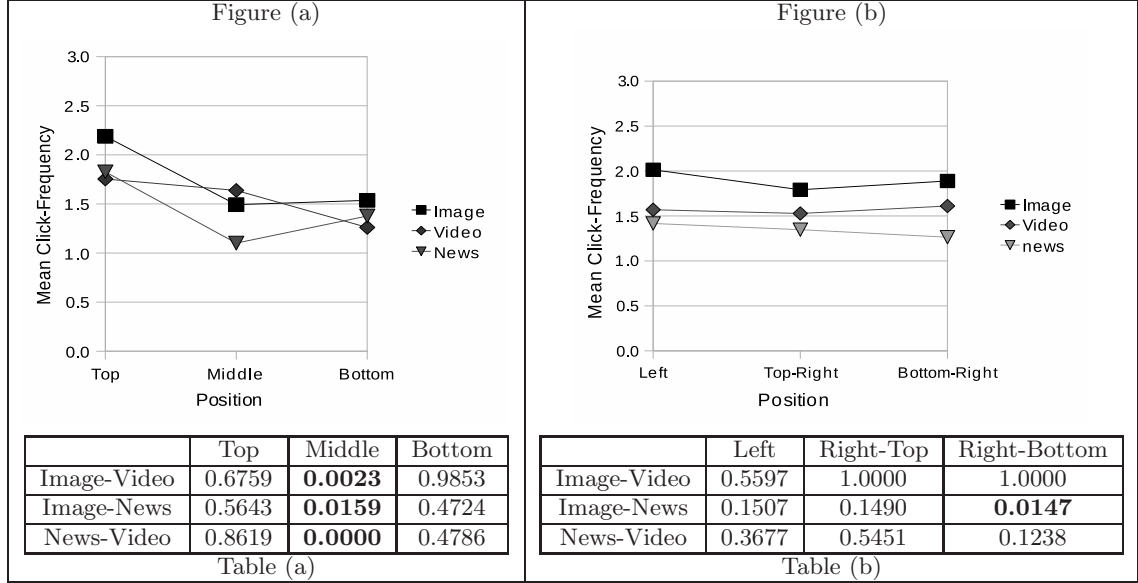 Figure (a)
3.0
2.5
2.0
1.5
1.0
0.5
0.0
Mean Click-Frequency
Top Middle Bottom
Position
Image
Video
News
Top Middle Bottom
Image-Video 0.6759 0.0023 0.9853
Image-News 0.5643 0.0159 0.4724
News-Video 0.8619 0.0000 0.4786
Table (a)
Figure (b)
3.0
2.5
2.0
1.5
1.0
0.5
0.0
Mean Click-Frequency
Left Top-Right Bottom-Right
Position
Image
Video
news
Left Right-Top Right-Bottom
Image-Video 0.5597 1.0000 1.0000
Image-News 0.1507 0.1490 0.0147
News-Video 0.3677 0.5451 0.1238
Table (b)